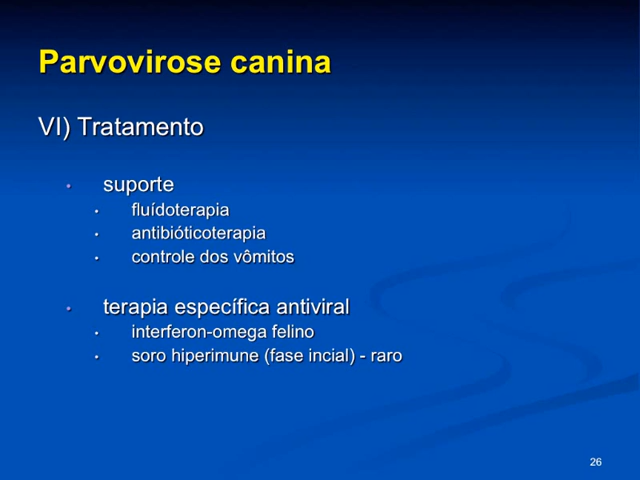 Parvovirose canina
VI) Tratamento
• suporte
• fluídoterapia
• antibióticoterapia
• controle dos vômitos
• terapia específica antiviral
• interferon-omega felino
• soro hiperimune (fase incial) - raro
26